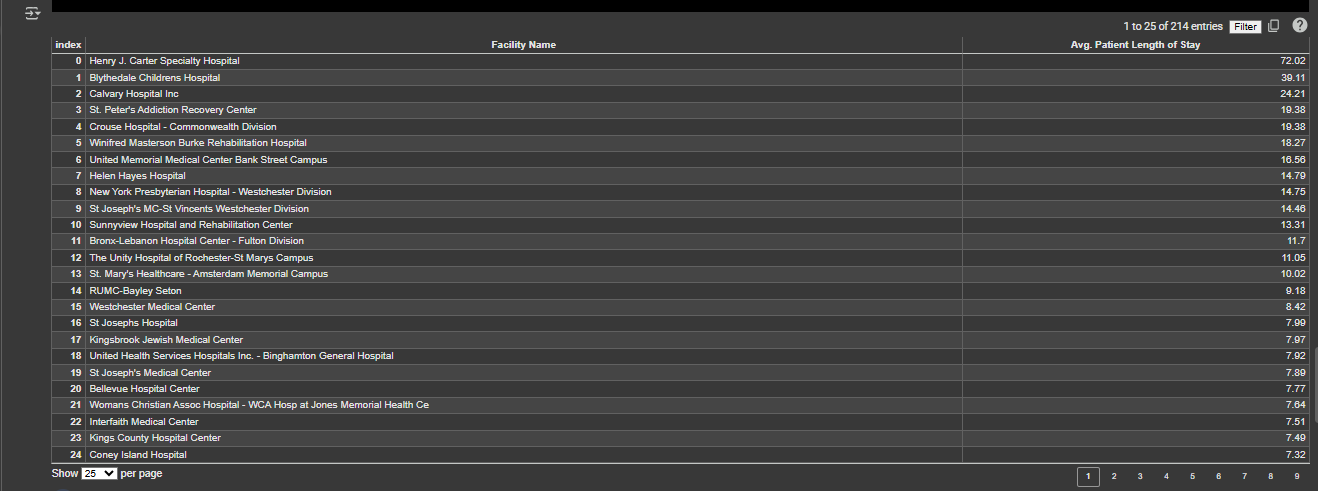 1 to 25 of 214 entries Filter ?
index Facility Name Avg. Patient Length of Stay
0 Henry J. Carter Specialty Hospital 72.02
1 Blythedale Childrens Hospital 39.11
2 Calvary Hospital Inc 24.21
3 St. Peter's Addiction Recovery Center 19.38
4 Crouse Hospital - Commonwealth Division 19.38
5 Winifred Masterson Burke Rehabilitation Hospital 18.27
6 United Memorial Medical Center Bank Street Campus 16.56
7 Helen Hayes Hospital 14.79
8 New York Presbyterian Hospital - Westchester Division 14.75
9 St Joseph's MC-St Vincents Westchester Division 14.46
10 Sunnyview Hospital and Rehabilitation Center 13.31
11 Bronx-Lebanon Hospital Center - Fulton Division 11.7
12 The Unity Hospital of Rochester-St Marys Campus 11.05
13 St. Mary's Healthcare - Amsterdam Memorial Campus 10.02
14 RUMC-Bayley Seton 9.18
15 Westchester Medical Center 8.42
16 St Josephs Hospital 7.99
17 Kingsbrook Jewish Medical Center 7.97
18 United Health Services Hospitals Inc. - Binghamton General Hospital 7.92
19 St Joseph's Medical Center 7.89
20 Bellevue Hospital Center 7.77
21 Womans Christian Assoc Hospital - WCA Hosp at Jones Memorial Health Ce 7.64
22 Interfaith Medical Center 7.51
23 Kings County Hospital Center 7.49
24 Coney Island Hospital 7.32
Show 25 per page 1 2 3 4 5 6 7 8 9